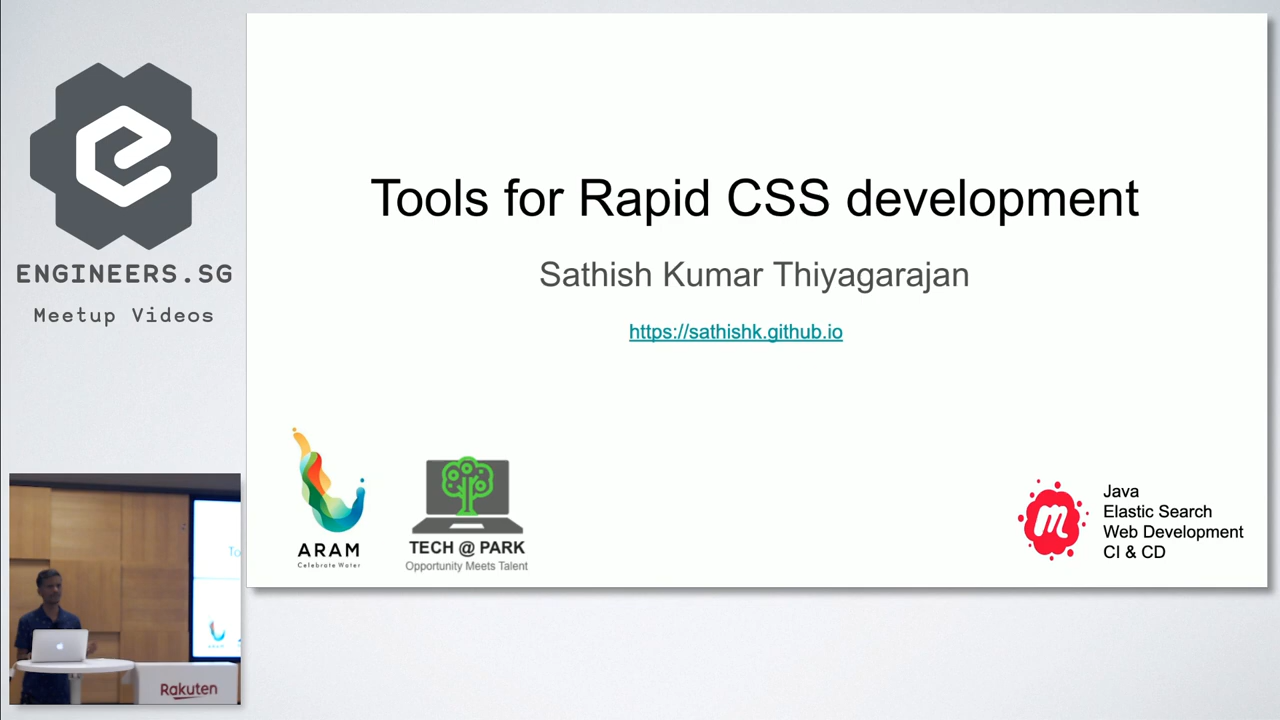 ENGINEERS.SG
Meetup Videos
Tools for Rapid CSS development
Sathish Kumar Thiyagarajan
https://sathishk.github.io
ARAM
Celebrate Water
TECH @ PARK
Opportunity Meets Talent
m
Java
Elastic Search
Web Development
CI & CD
To
Rakuten